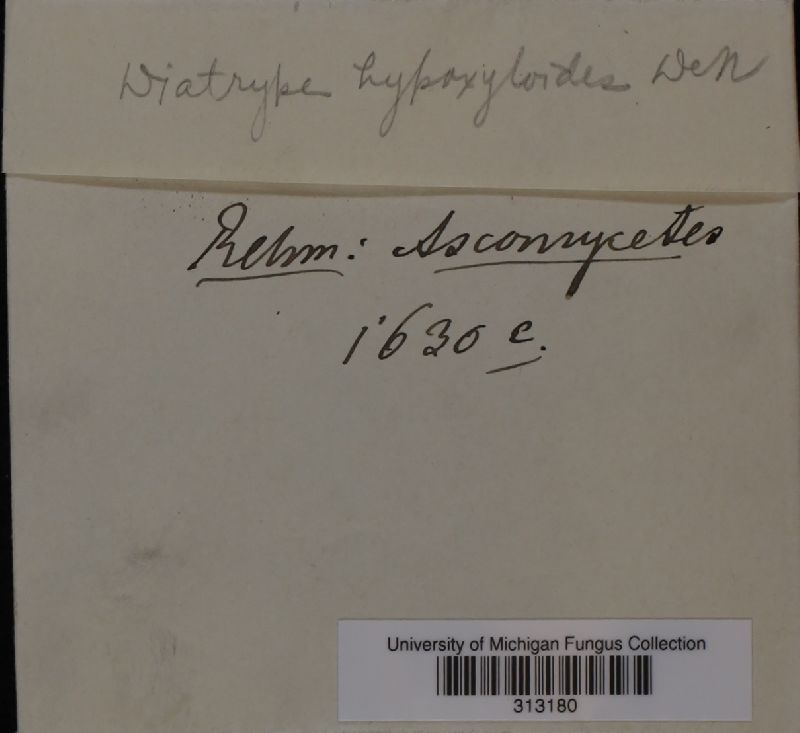 Diatrype hypoxyloides DeN
Rehm: Ascomycetes
1630 c.
University of Michigan Fungus Collection
313180